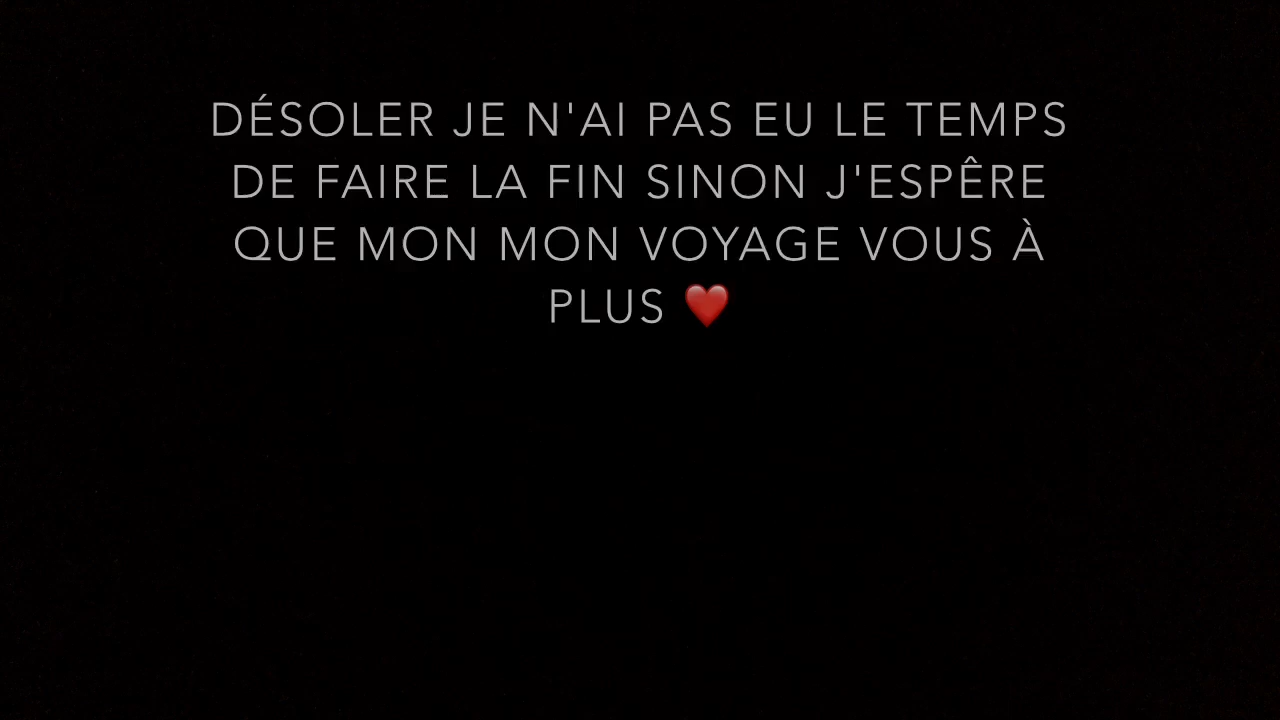 DÉSOLER JE N'AI PAS EU LE TEMPS
DE FAIRE LA FIN SINON J'ESPÊRE
QUE MON MON VOYAGE VOUS À
PLUS ❤️